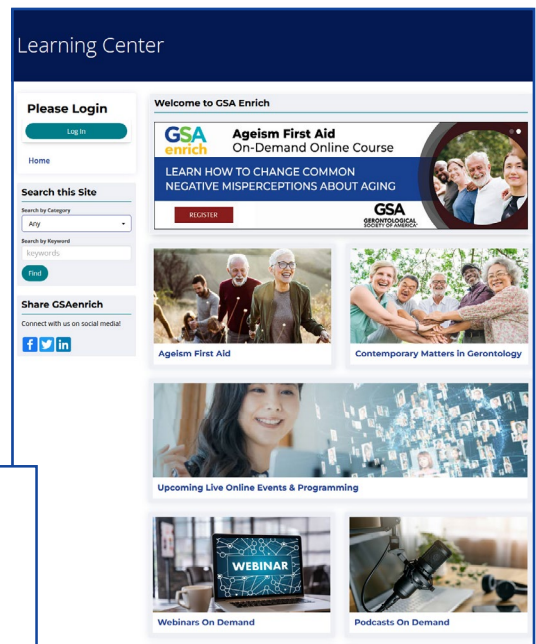 Learning Center
Please Login
Log In
Home
Search this Site
Search by Category
Any
Search by Keyword
keywords
Find
Share GSAenrich
Connect with us on social media!
f in
Welcome to GSA Enrich
GSA
enrich
Ageism First Aid
On-Demand Online Course
LEARN HOW TO CHANGE COMMON
NEGATIVE MISPERCEPTIONS ABOUT AGING
REGISTER
GSA
GERONTOLOGICAL
SOCIETY OF AMERICA®
Ageism First Aid
Contemporary Matters in Gerontology
Upcoming Live Online Events & Programming
WEBINAR
Webinars On Demand
Podcasts On Demand